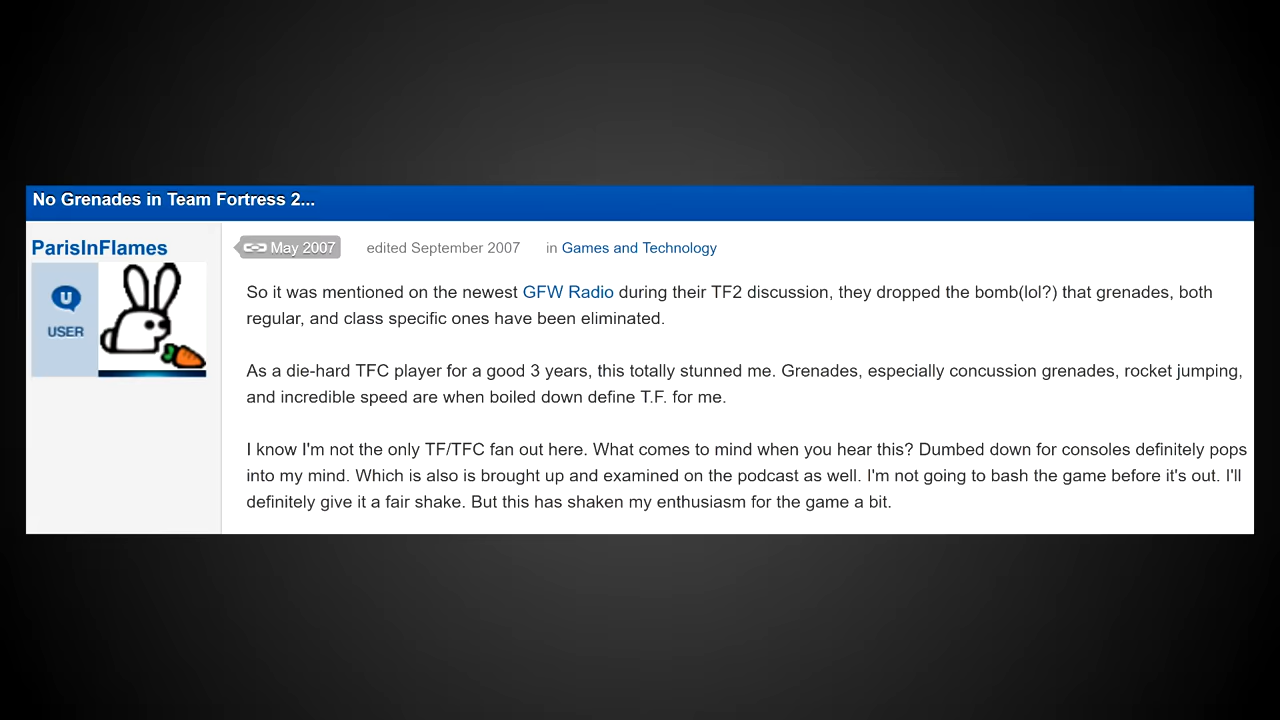 No Grenades in Team Fortress 2...
ParisInFlames
USER
May 2007 edited September 2007 in Games and Technology
So it was mentioned on the newest GFW Radio during their TF2 discussion, they dropped the bomb(lol?) that grenades, both
regular, and class specific ones have been eliminated.
As a die-hard TFC player for a good 3 years, this totally stunned me. Grenades, especially concussion grenades, rocket jumping,
and incredible speed are when boiled down define T.F. for me.
I know I'm not the only TF/TFC fan out here. What comes to mind when you hear this? Dumbed down for consoles definitely pops
into my mind. Which is also is brought up and examined on the podcast as well. I'm not going to bash the game before it's out. I'll
definitely give it a fair shake. But this has shaken my enthusiasm for the game a bit.